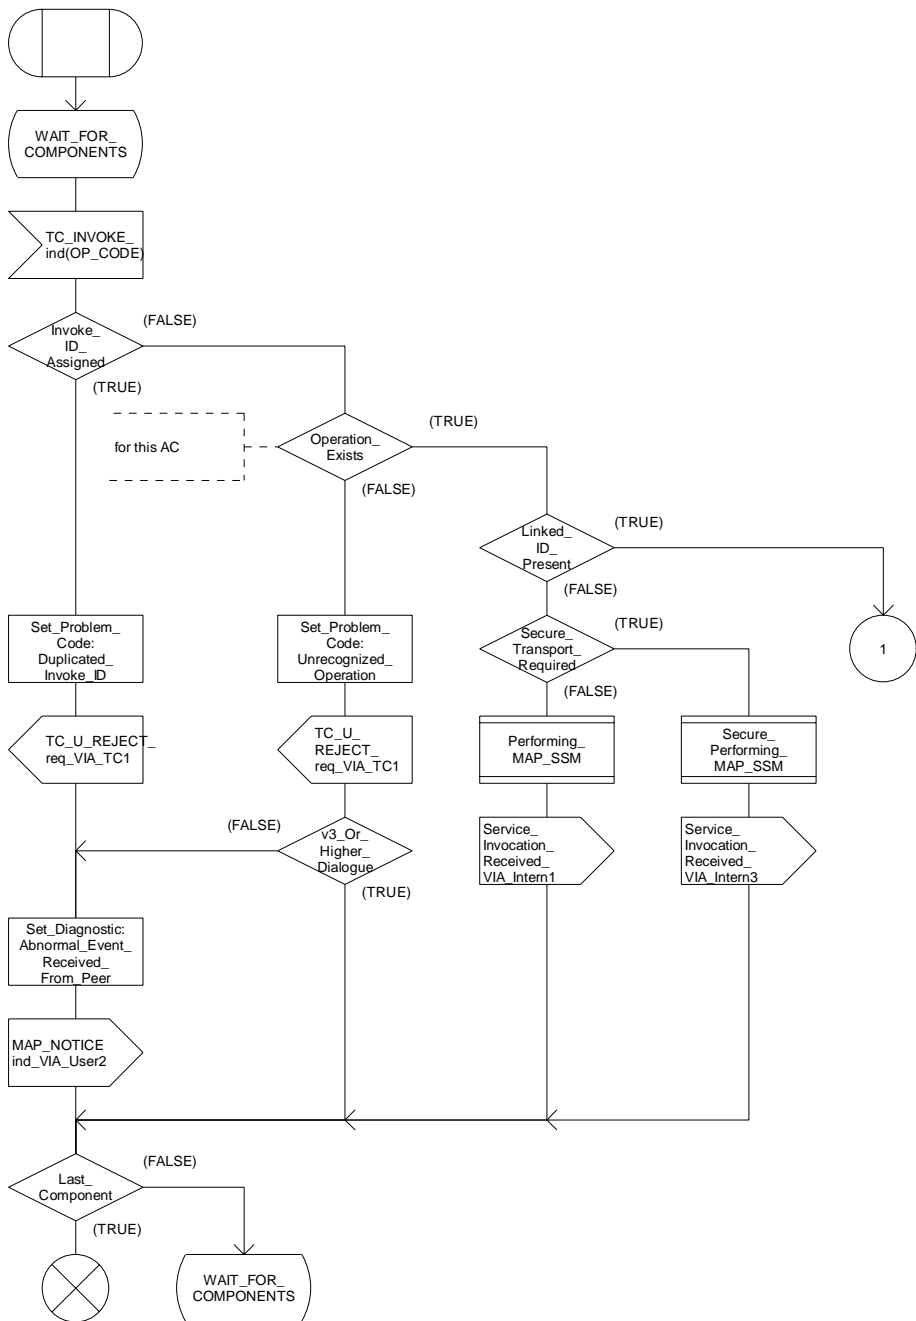 WAIT_FOR_
COMPONENTS
TC_INVOKE_
ind(OP_CODE)
(FALSE)
Invoke_
ID_
Assigned
(TRUE)
(TRUE)
for this AC
Operation_
Exists
(FALSE)
(TRUE)
Linked_
ID_
Present
(FALSE)
Set_Problem_
Code:
Duplicated_
Invoke_ID
Set_Problem_
Code:
Unrecognized_
Operation
(TRUE)
Secure_
Transport_
Required
(FALSE)
1
TC_U_REJECT_
req_VIA_TC1
TC_U_
REJECT_
req_VIA_TC1
Performing_
MAP_SSM
Secure_
Performing_
MAP_SSM
(FALSE)
v3_Or_
Higher_
Dialogue
(TRUE)
Service_
Invocation_
Received_
VIA_Intern1
Service_
Invocation_
Received_
VIA_Intern3
Set_Diagnostic:
Abnormal_Event_
Received_
From_Peer
MAP_NOTICE
ind_VIA_User2
(FALSE)
Last_
Component
(TRUE)
WAIT_FOR_
COMPONENTS